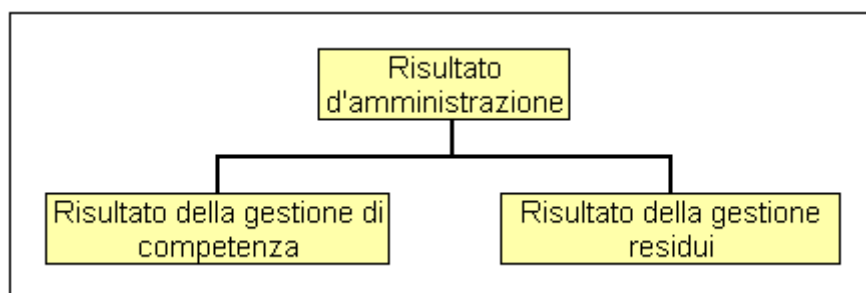 Risultato
d'amministrazione
Risultato della gestione di
competenza
Risultato della gestione
residui